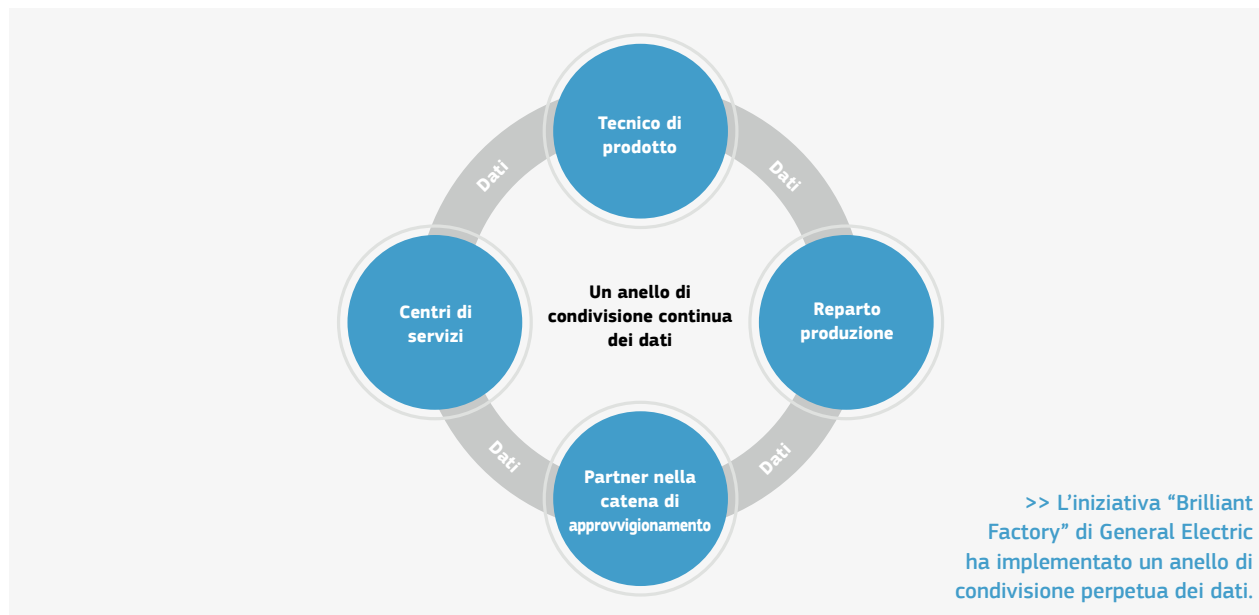 Tecnico di
prodotto
Dati
Dati
Centri di
servizi
Un anello di
condivisione continua
dei dati
Reparto
produzione
Dati
Dati
Partner nella
catena di
approvvigionamento
>> L'iniziativa “Brilliant
Factory” di General Electric
ha implementato un anello di
condivisione perpetua dei dati.